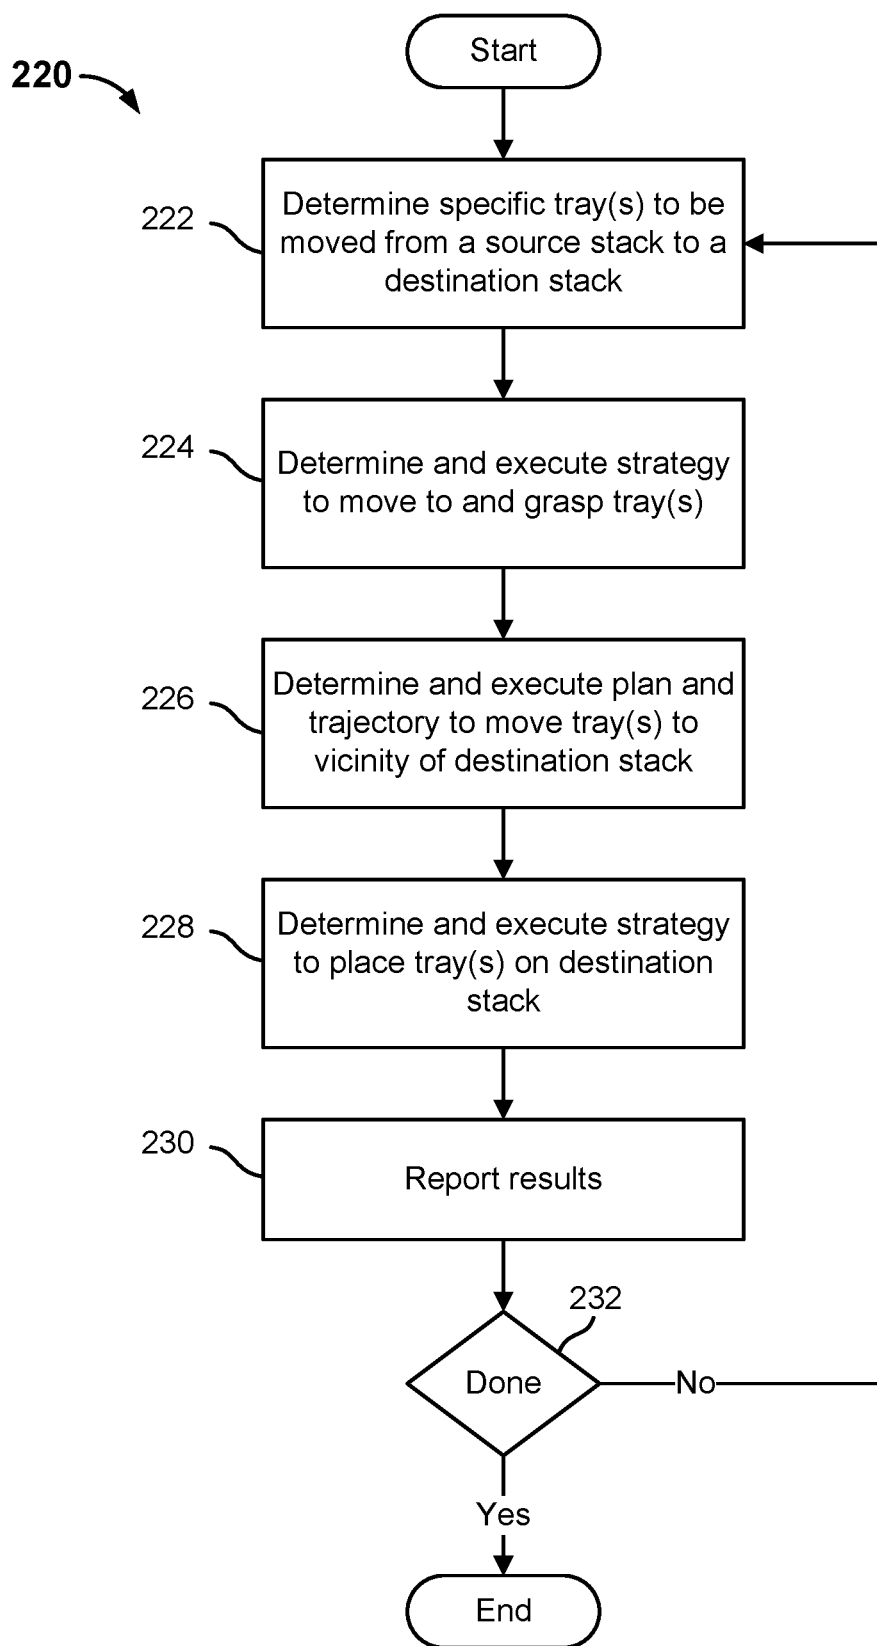 Start
220
222
Determine specific tray(s) to be
moved from a source stack to a
destination stack
224
Determine and execute strategy
to move to and grasp tray(s)
226
Determine and execute plan and
trajectory to move tray(s) to
vicinity of destination stack
228
Determine and execute strategy
to place tray(s) on destination
stack
230
Report results
232
Done
No
Yes
End